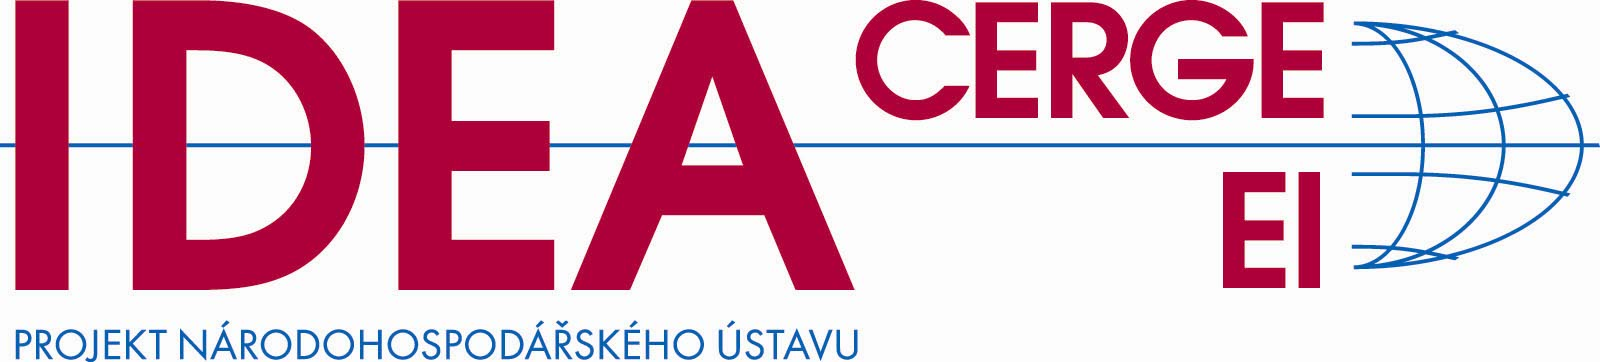 IDEA
CERGE
EI
PROJEKT NÁRODOHOSPODÁŘSKÉHO ÚSTAVU